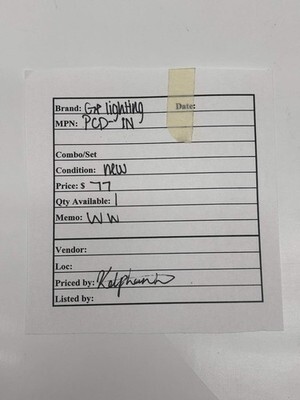 Brand: GE lighting Date:
MPN: PCD-IN
Combo/Set
Condition: new
Price: $ 77
Qty Available: 1
Memo: WW
Vendor:
Loc:
Priced by:
Listed by: